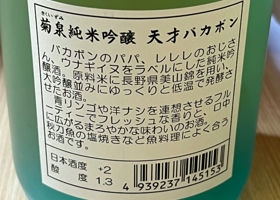 きくいずみ
菊泉純米吟醸 天才バカボン
バカボンのパパ、レレレのおじさ
ん、ウナギイヌをラベルにした純米吟
醸酒。原料米に長野県美山錦を用い、
大吟醸並みにゆっくりと低温で発酵さ
せたお酒。
青リンゴや洋ナシを連想させるフル
ーティーでフレッシュな香りと、口中
に広がるまろやかな味わいのお酒。
秋刀魚の塩焼きなど魚料理によく合う
お酒です。
日本酒度 +2
酸度 1.3
4939237145153